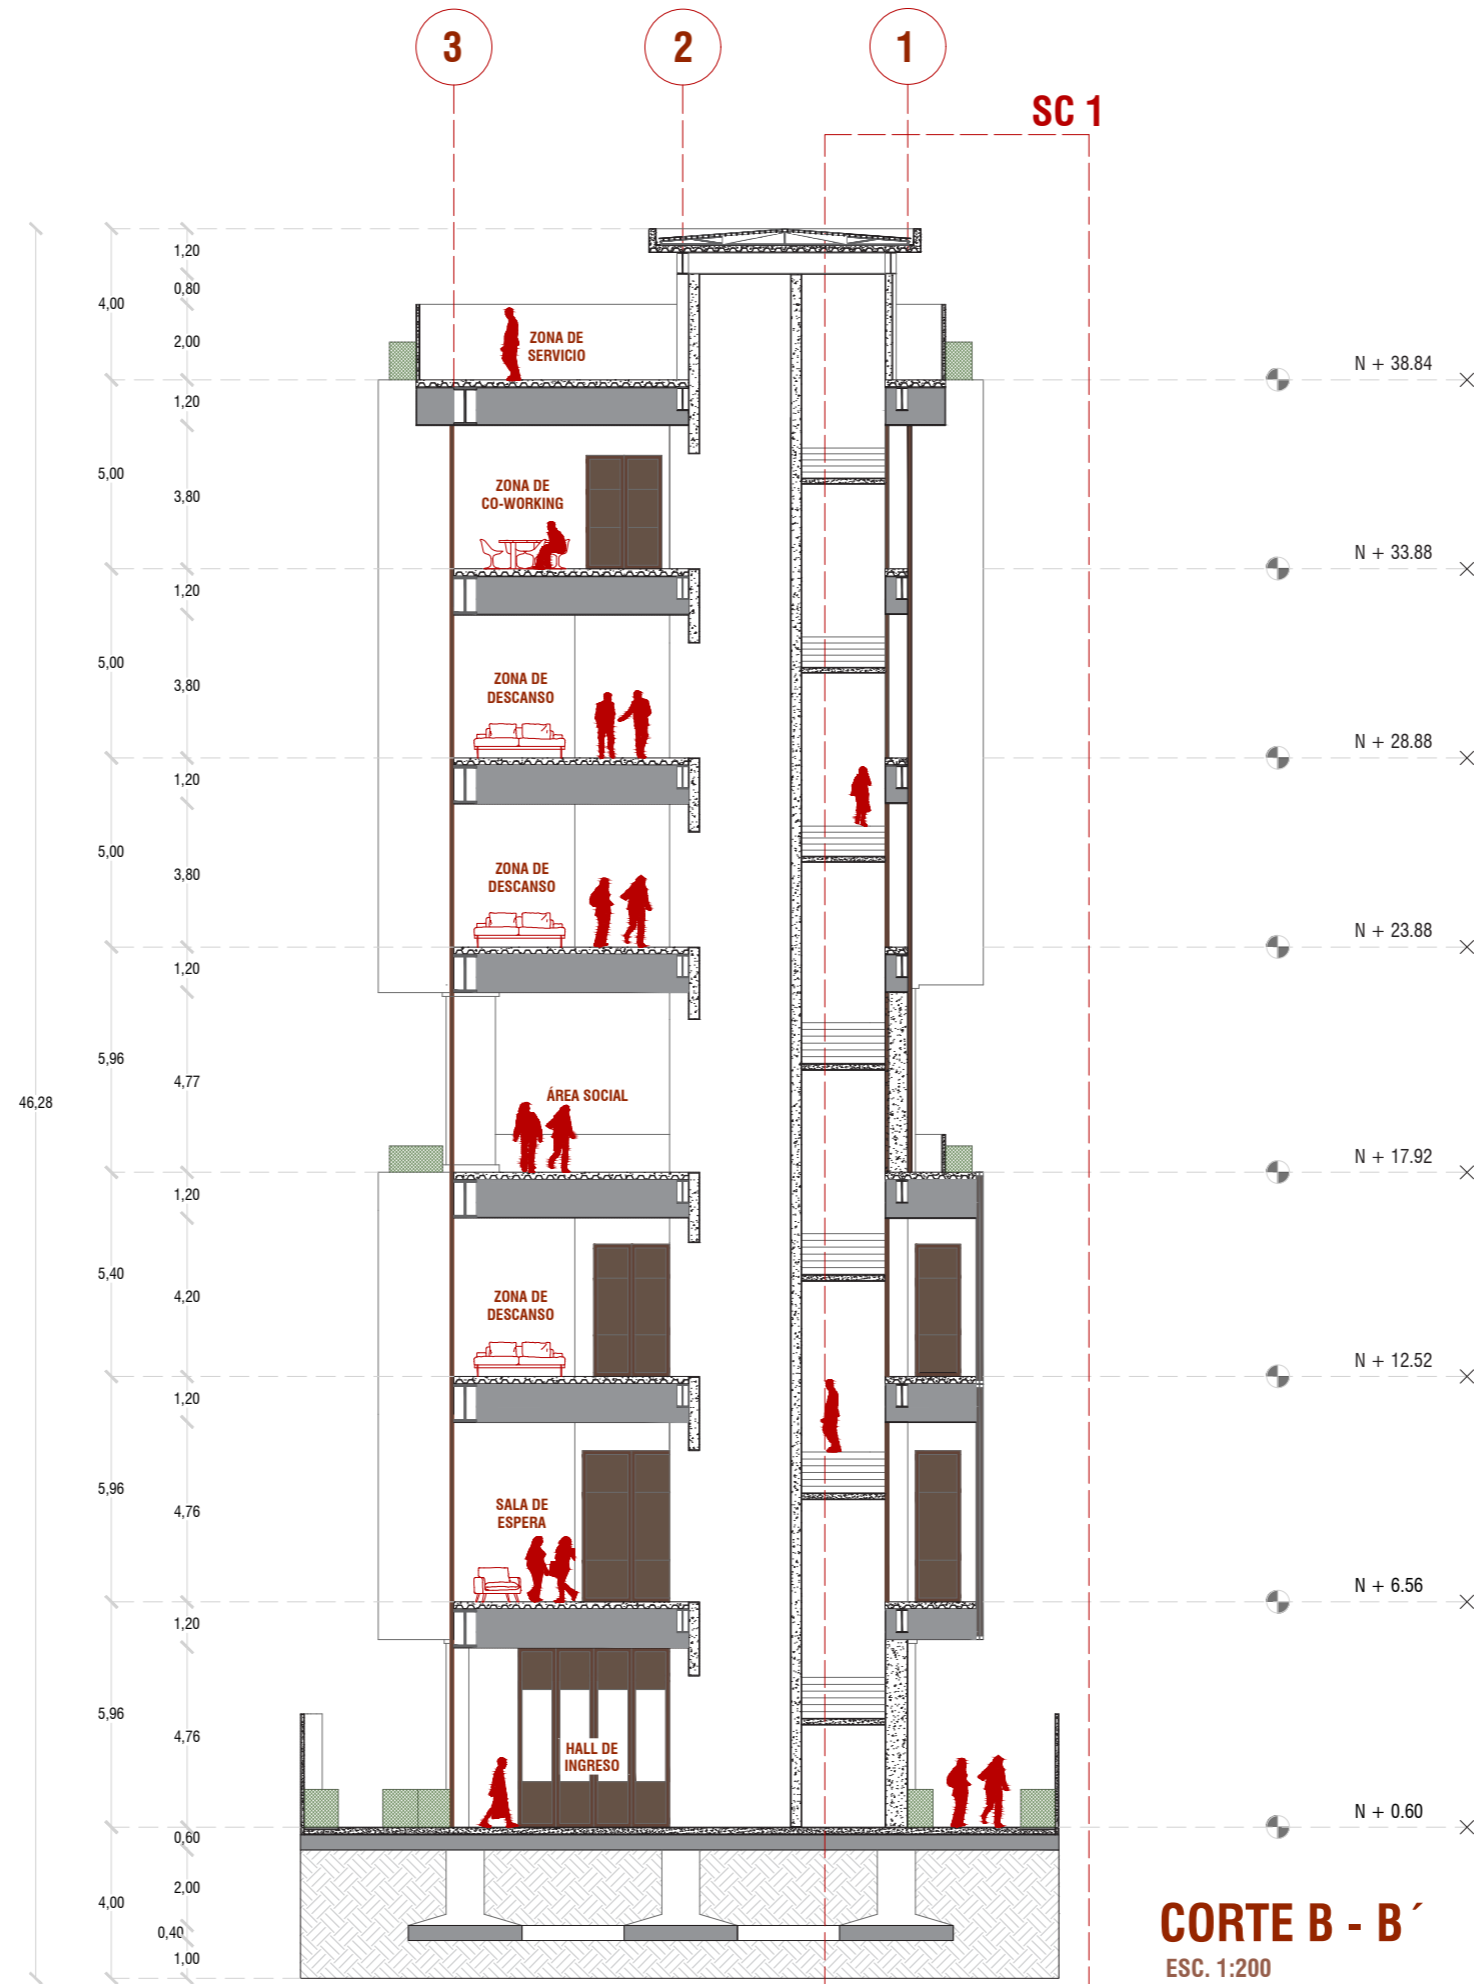 3
2
1
SC 1
1,20
0,80
4,00
2,00
ZONA DE
SERVICIO
N + 38.84
1,20
5,00
3,80
ZONA DE
CO-WORKING
N + 33.88
1,20
5,00
3,80
ZONA DE
DESCANSO
N + 28.88
1,20
5,00
3,80
ZONA DE
DESCANSO
N + 23.88
1,20
5,96
4,77
46,28
ÁREA SOCIAL
N + 17.92
1,20
5,40
4,20
ZONA DE
DESCANSO
N + 12.52
1,20
5,96
4,76
SALA DE
ESPERA
N + 6.56
1,20
5,96
4,76
HALL DE
INGRESO
N + 0.60
0,60
2,00
4,00
0,40
1,00
CORTE B - B´
ESC. 1:200